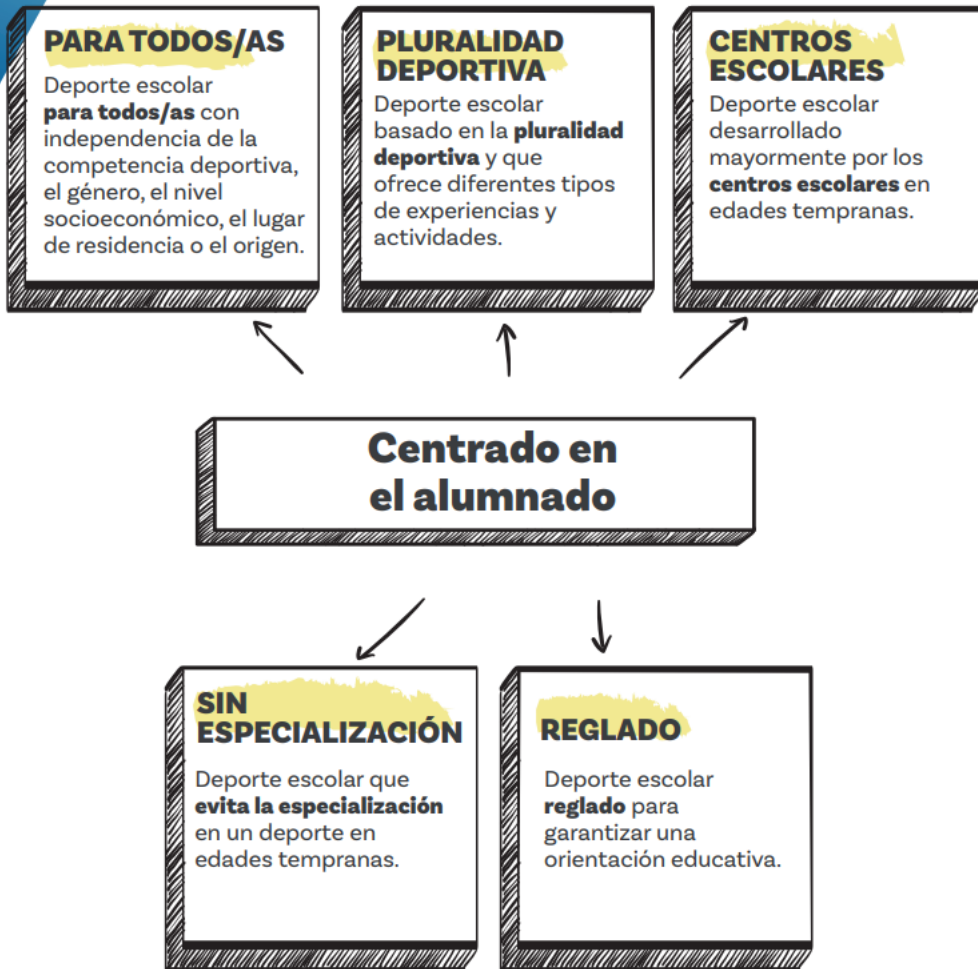 PARA TODOS/AS
Deporte escolar
para todos/as con
independencia de la
competencia deportiva,
el género, el nivel
socioeconómico, el lugar
de residencia o el origen.
PLURALIDAD
DEPORTIVA
Deporte escolar
basado en la pluralidad
deportiva y que
ofrece diferentes tipos
de experiencias y
actividades.
CENTROS
ESCOLARES
Deporte escolar
desarrollado
mayormente por los
centros escolares en
edades tempranas.
Centrado en
el alumnado
SIN
ESPECIALIZACIÓN
Deporte escolar que
evita la especialización
en un deporte en
edades tempranas.
REGLADO
Deporte escolar
reglado para
garantizar una
orientación educativa.